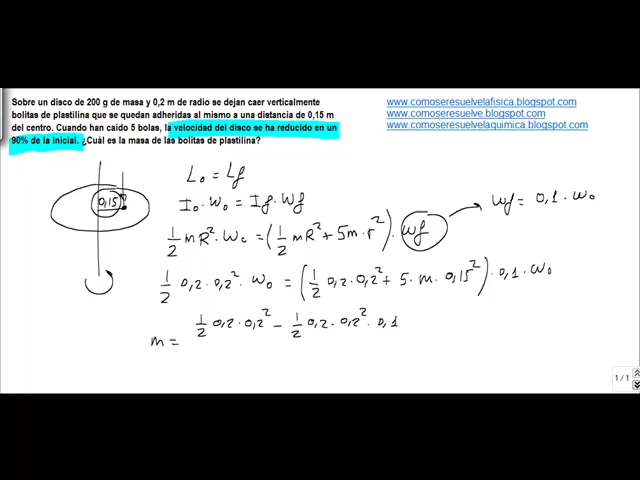 Sobre un disco de 200 g de masa y 0,2 m de radio se dejan caer verticalmente
bolitas de plastilina que se quedan adheridas al mismo a una distancia de 0,15 m
del centro. Cuando han caido 5 bolas, la velocidad del disco se ha reducido en un
90% de la inicial. ¿Cuál es la masa de las bolitas de plastilina?
www.comoseresuelvelafisica.blogspot.com
www.comoseresuelve.blogspot.com
www.comoseresuelvelaquimica.blogspot.com
0,15
L₀ = Lf
I₀ · W₀ = If · Wf
1/2 m R² · Wc = (1/2 m R² + 5m · r²) · Wf
Wf = 0,1 · W₀
1/2 0,2 · 0,2² · W₀ = (1/2 0,2 · 0,2² + 5 · m · 0,15²) · 0,1 · W₀
m = 1/2 0,2 · 0,2² - 1/2 0,2 · 0,2² · 0,1
1 / 1